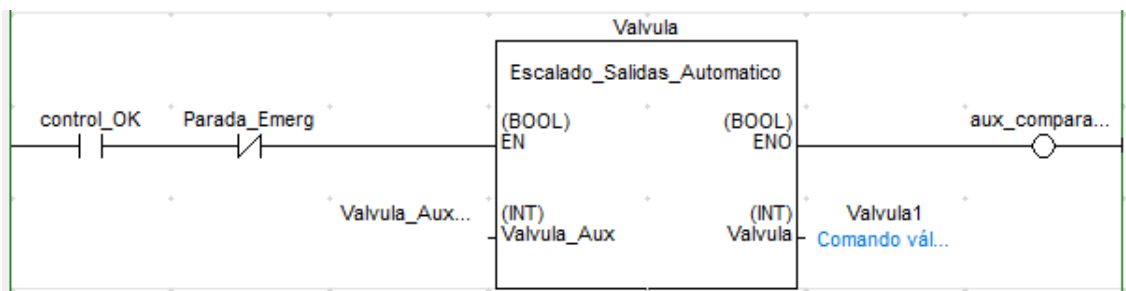 Valvula
Escalado_Salidas_Automatico
control_OK Parada_Emerg (BOOL) (BOOL) aux_compara...
EN ENO
Valvula_Aux... (INT) (INT) Valvula1
Valvula_Aux Valvula Comando vál...